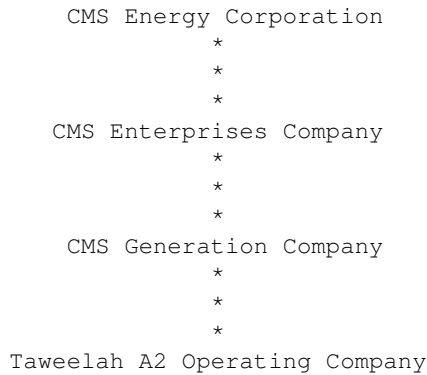 CMS Energy Corporation
*
*
*
CMS Enterprises Company
*
*
*
CMS Generation Company
*
*
*
Taweelah A2 Operating Company